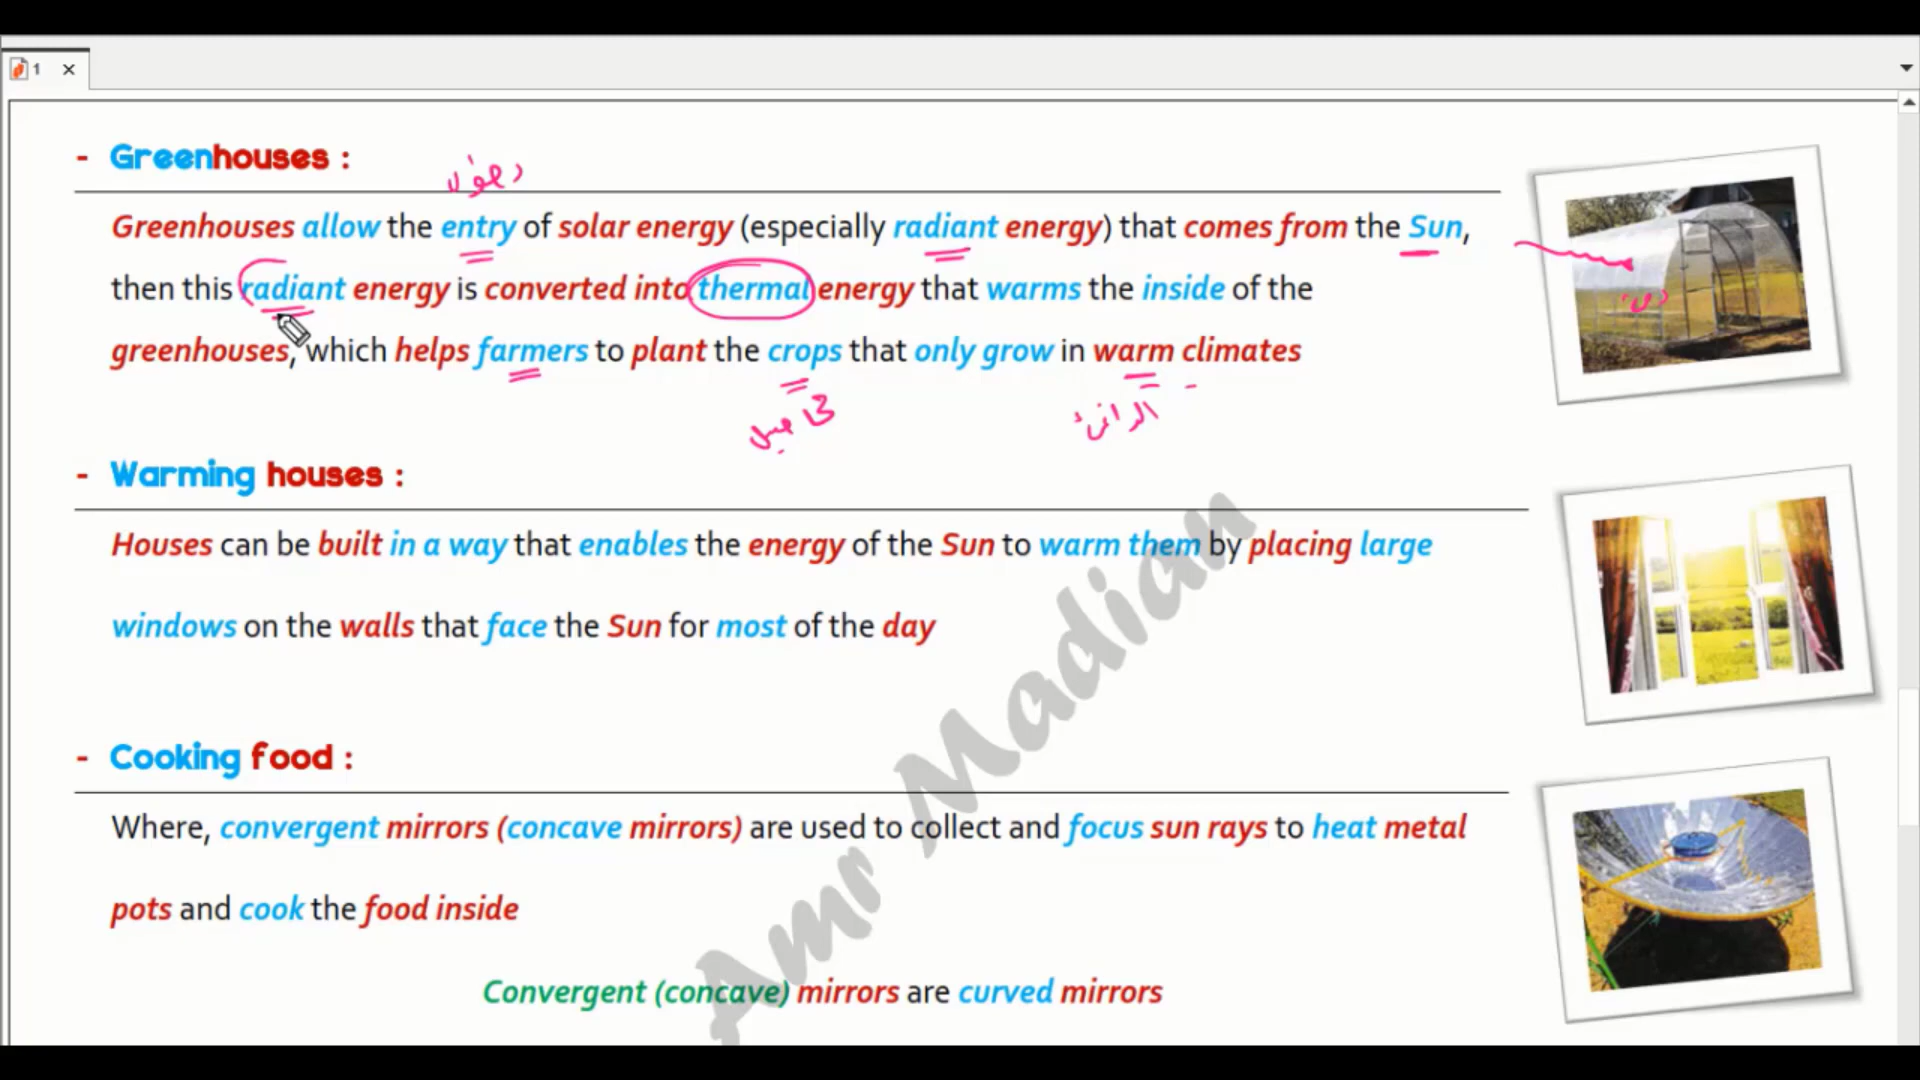 1
- Greenhouses :
دخول
Greenhouses allow the entry of solar energy (especially radiant energy) that comes from the Sun,
then this radiant energy is converted into thermal energy that warms the inside of the
greenhouses, which helps farmers to plant the crops that only grow in warm climates
- Warming houses :
Houses can be built in a way that enables the energy of the Sun to warm them by placing large
windows on the walls that face the Sun for most of the day
- Cooking food :
Where, convergent mirrors (concave mirrors) are used to collect and focus sun rays to heat metal
pots and cook the food inside
Convergent (concave) mirrors are curved mirrors
Amr Madian